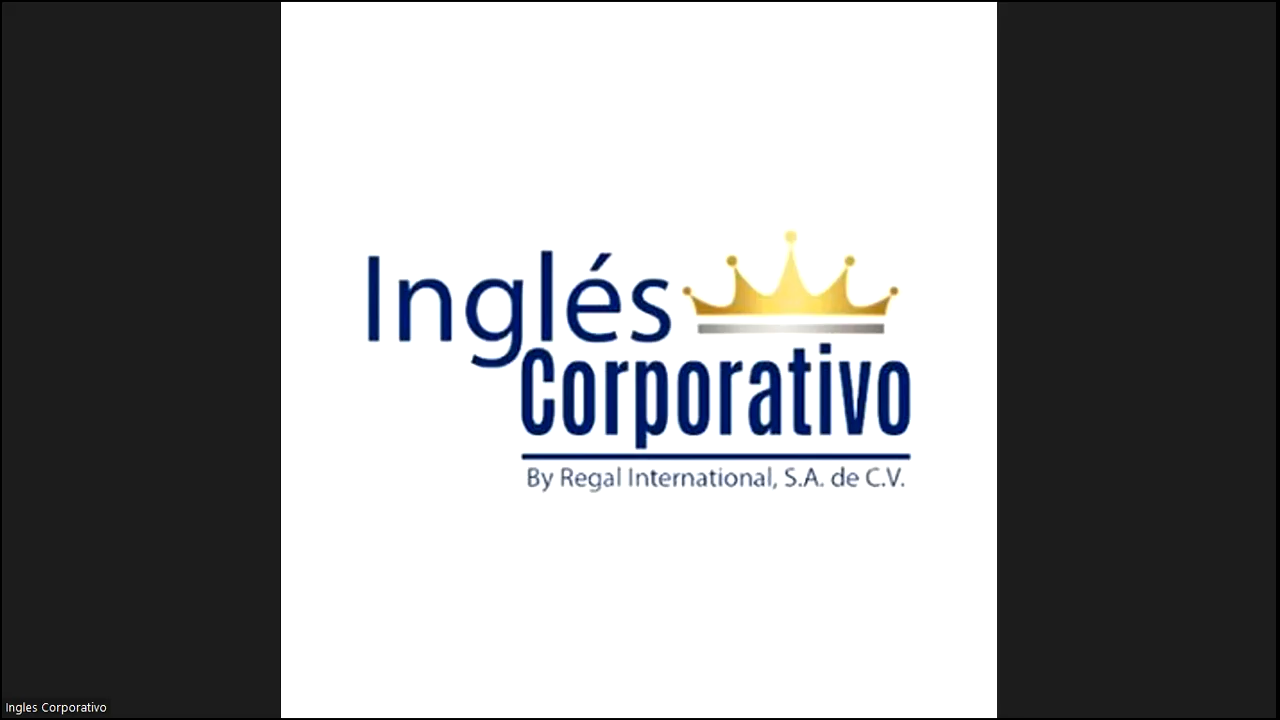 Inglés
Corporativo
By Regal International, S.A. de C.V.
Ingles Corporativo